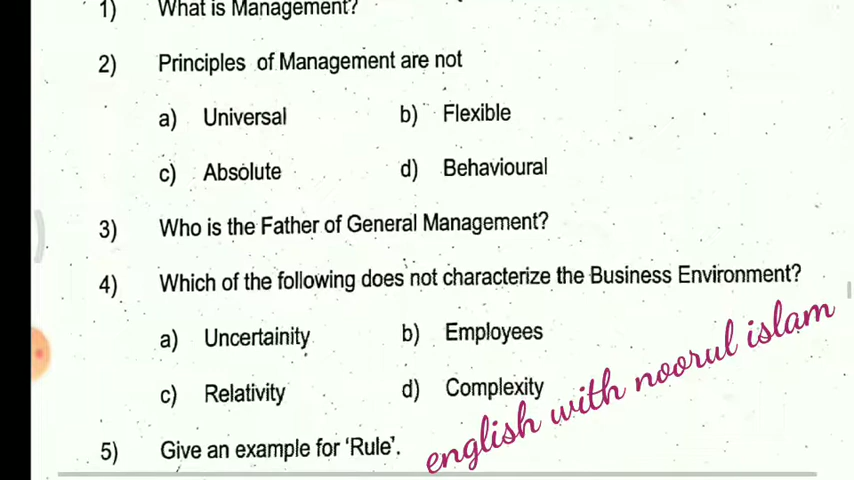 1) What is Management?
2) Principles of Management are not
a) Universal b) Flexible
c) Absolute d) Behavioural
3) Who is the Father of General Management?
4) Which of the following does not characterize the Business Environment?
a) Uncertainity b) Employees
c) Relativity d) Complexity
5) Give an example for ‘Rule’.
english with noorul islam